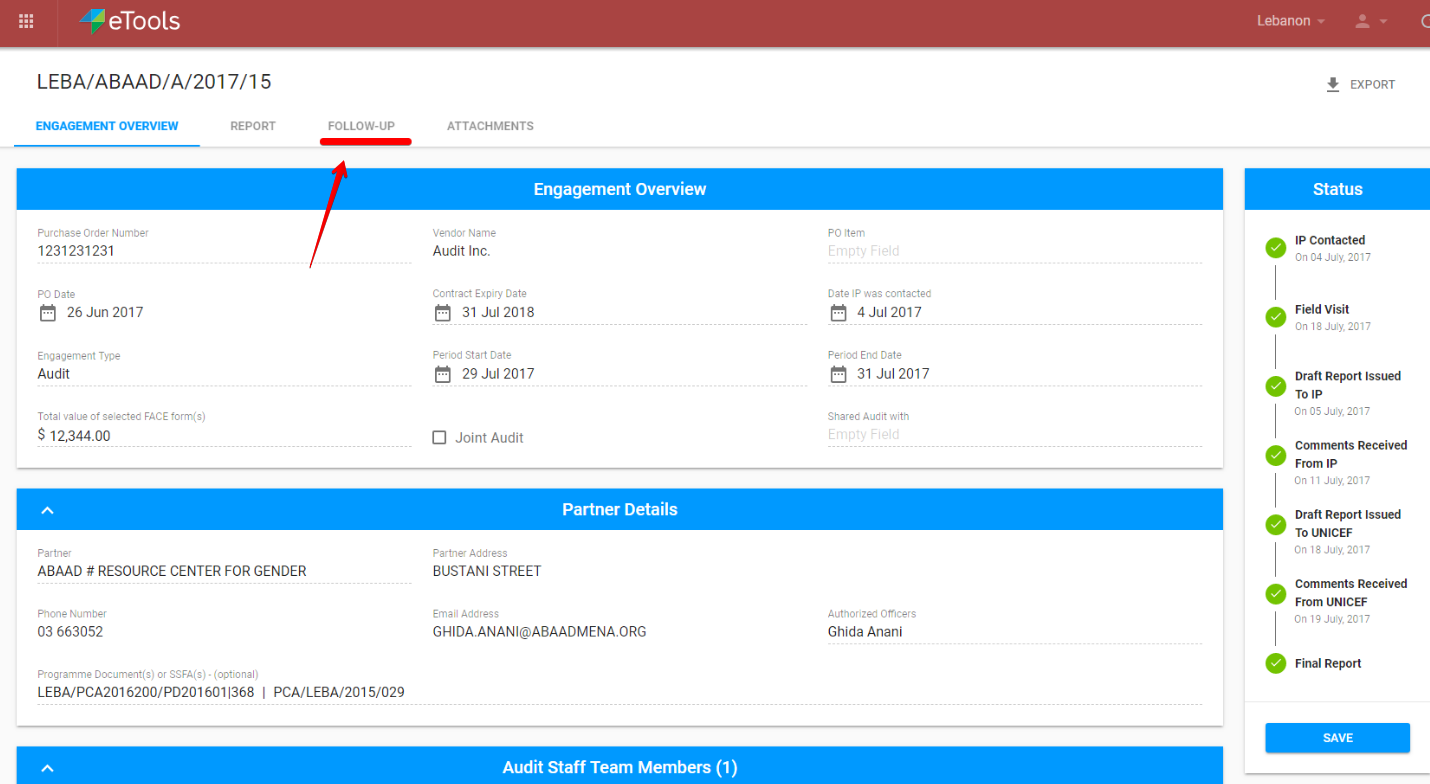 eTools
Lebanon
LEBA/ABAAD/A/2017/15
EXPORT
ENGAGEMENT OVERVIEW
REPORT
FOLLOW-UP
ATTACHMENTS
Engagement Overview
Purchase Order Number
1231231231
Vendor Name
Audit Inc.
PO Item
Empty Field
PO Date
26 Jun 2017
Contract Expiry Date
31 Jul 2018
Date IP was contacted
4 Jul 2017
Engagement Type
Audit
Period Start Date
29 Jul 2017
Period End Date
31 Jul 2017
Total value of selected FACE form(s)
$ 12,344.00
Joint Audit
Shared Audit with
Empty Field
Partner Details
Partner
ABAAD # RESOURCE CENTER FOR GENDER
Partner Address
BUSTANI STREET
Phone Number
03 663052
Email Address
GHIDA.ANANI@ABAADMENA.ORG
Authorized Officers
Ghida Anani
Programme Document(s) or SSFA(s) - (optional)
LEBA/PCA2016200/PD201601|368 | PCA/LEBA/2015/029
Audit Staff Team Members (1)
Status
IP Contacted
On 04 July, 2017
Field Visit
On 18 July, 2017
Draft Report Issued
To IP
On 05 July, 2017
Comments Received
From IP
On 11 July, 2017
Draft Report Issued
To UNICEF
On 18 July, 2017
Comments Received
From UNICEF
On 19 July, 2017
Final Report
SAVE